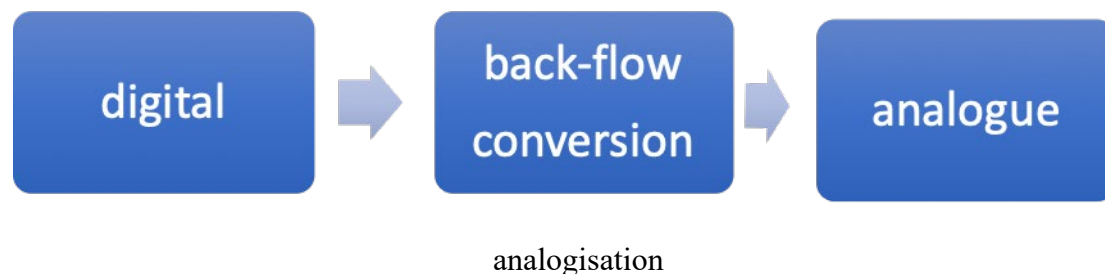 digital
back-flow
conversion
analogue
analogisation